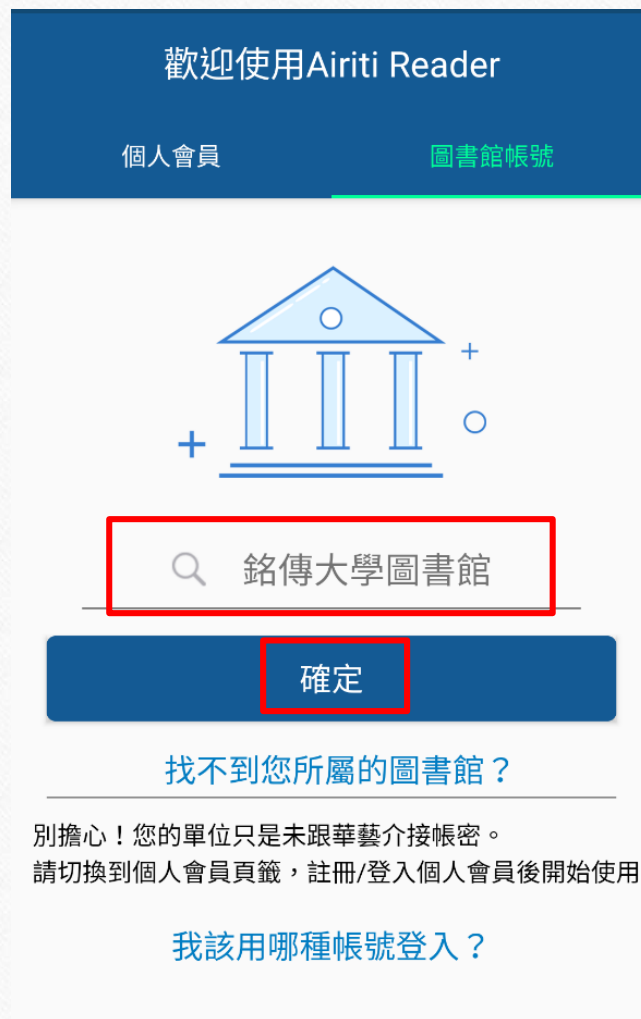 歡迎使用Airiti Reader
個人會員
圖書館帳號
銘傳大學圖書館
確定
找不到您所屬的圖書館？
別擔心！您的單位只是未跟華藝介接帳密。
請切換到個人會員頁籤，註冊/登入個人會員後開始使用
我該用哪種帳號登入？